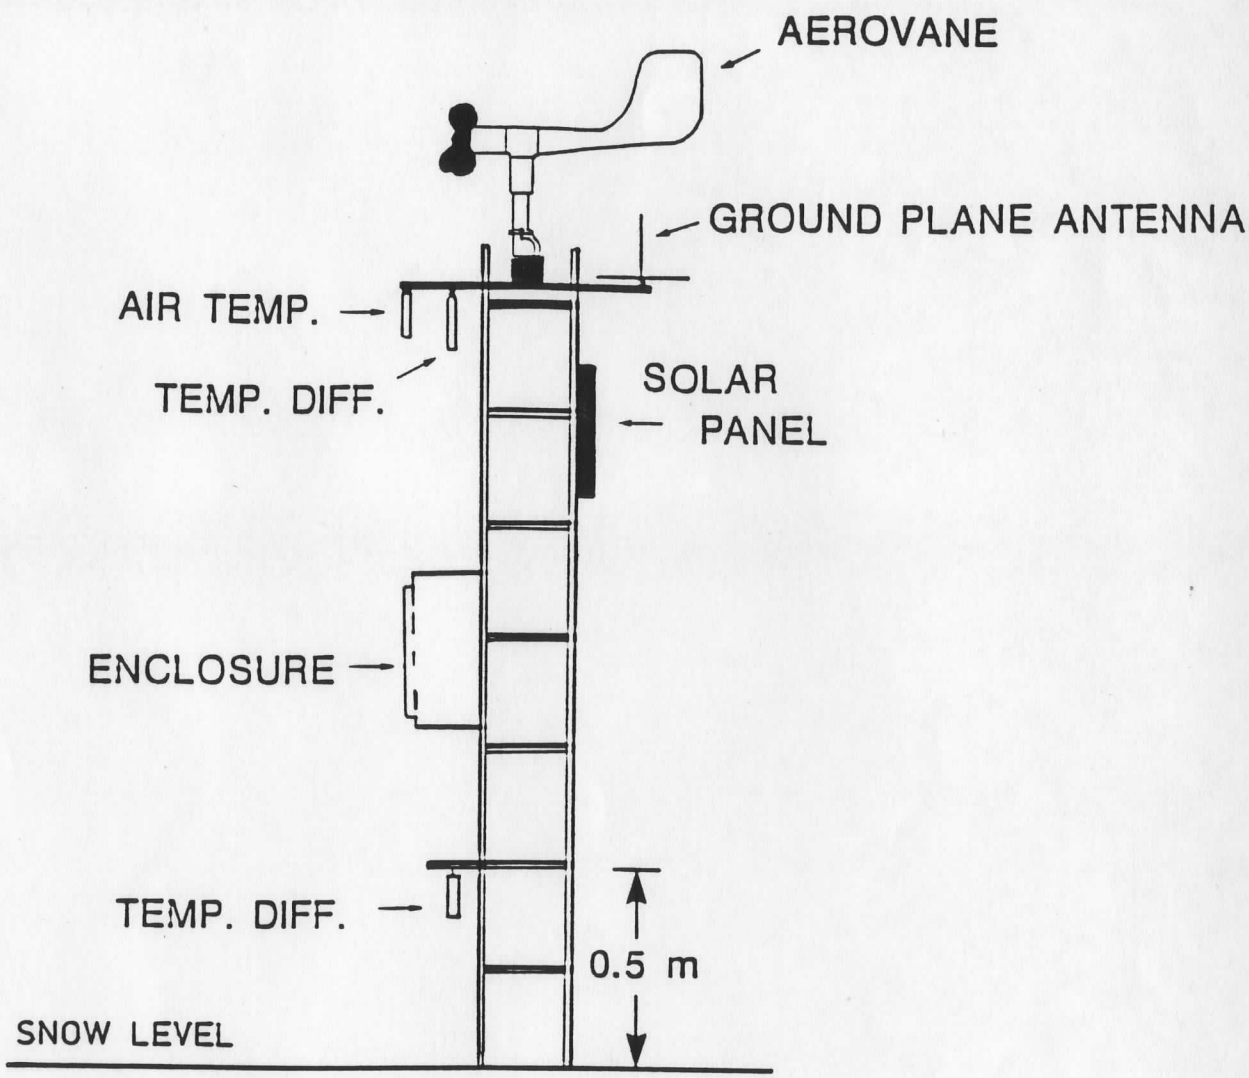 AEROVANE
GROUND PLANE ANTENNA
AIR TEMP.
TEMP. DIFF.
SOLAR
PANEL
ENCLOSURE
TEMP. DIFF.
0.5 m
SNOW LEVEL